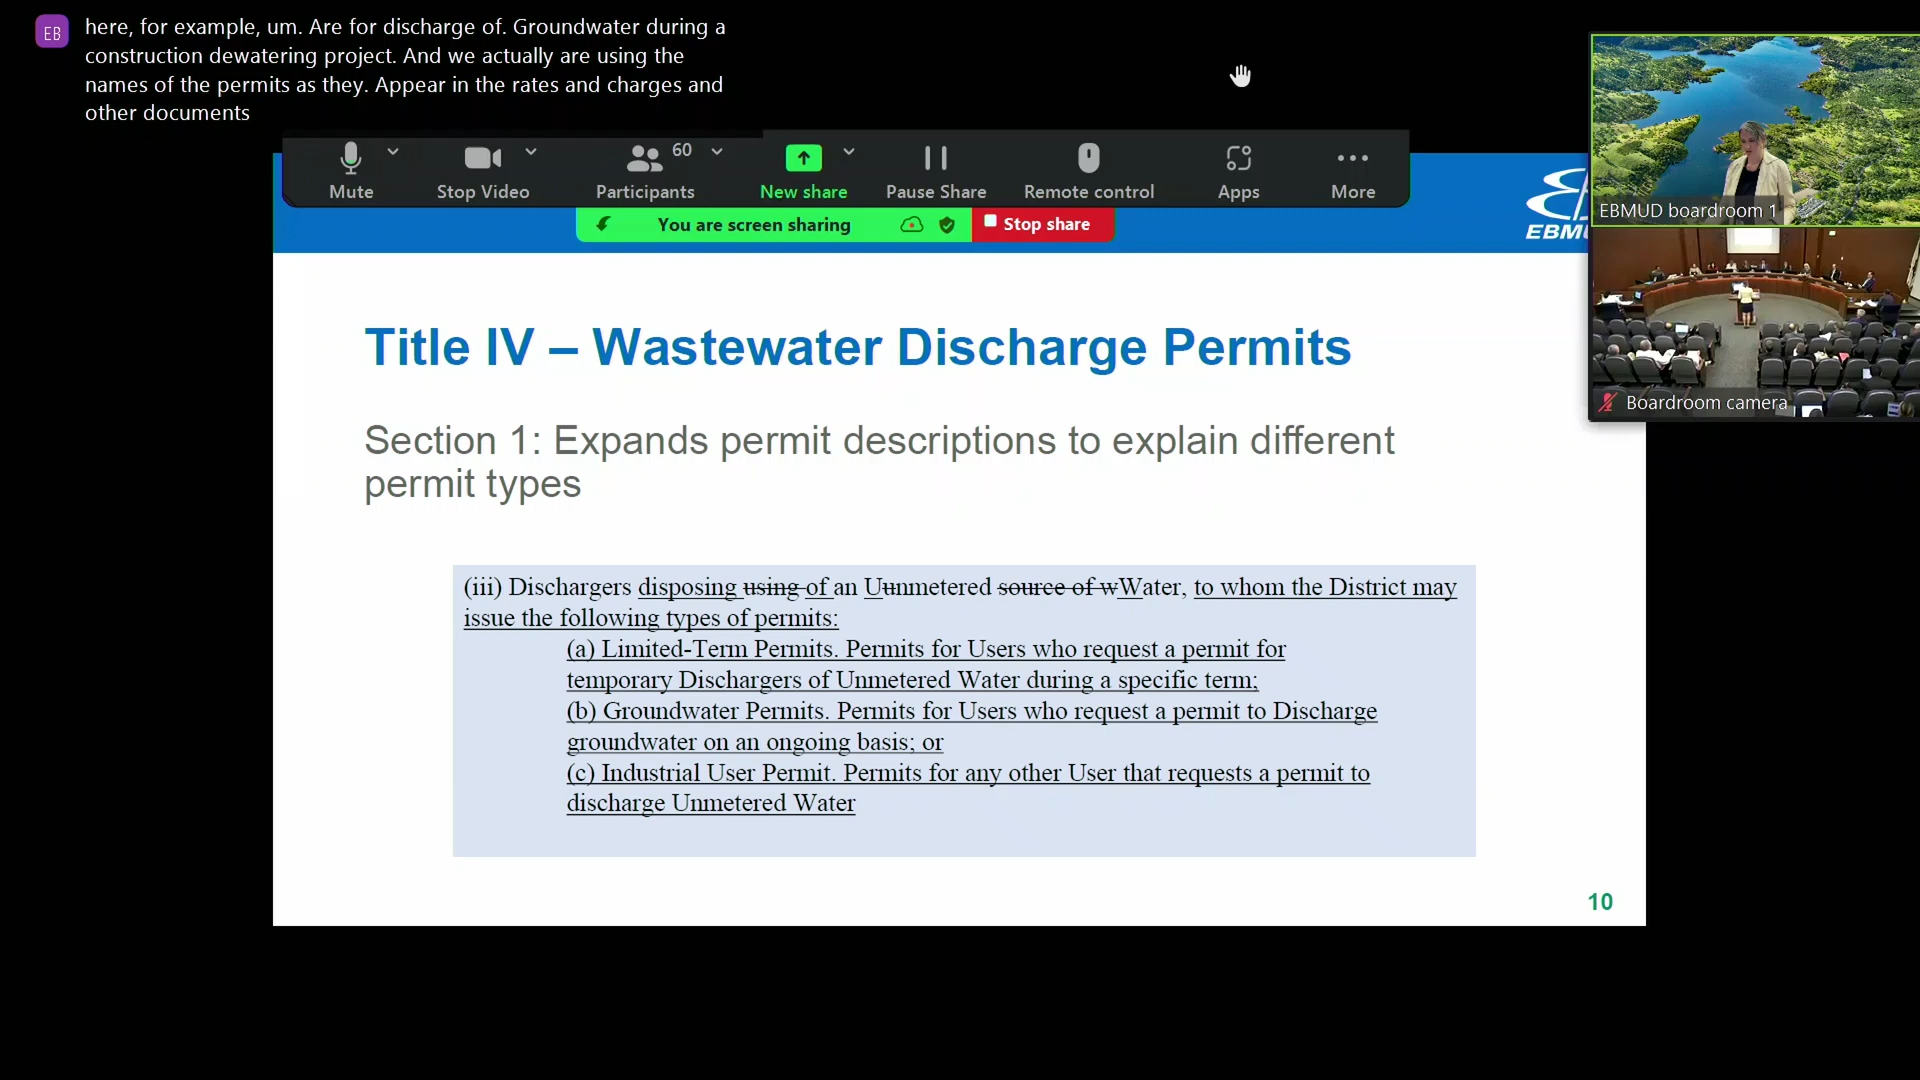 EB
here, for example, um. Are for discharge of. Groundwater during a
construction dewatering project. And we actually are using the
names of the permits as they. Appear in the rates and charges and
other documents
Mute
Stop Video
60
Participants
New share
Pause Share
Remote control
Apps
More
You are screen sharing
Stop share
EBMU
EBMUD boardroom 1
Boardroom camera
Title IV – Wastewater Discharge Permits
Section 1: Expands permit descriptions to explain different
permit types
(iii) Dischargers disposing using of an Uunmetered source of wWater, to whom the District may
issue the following types of permits:
(a) Limited-Term Permits. Permits for Users who request a permit for
temporary Dischargers of Unmetered Water during a specific term;
(b) Groundwater Permits. Permits for Users who request a permit to Discharge
groundwater on an ongoing basis; or
(c) Industrial User Permit. Permits for any other User that requests a permit to
discharge Unmetered Water
10